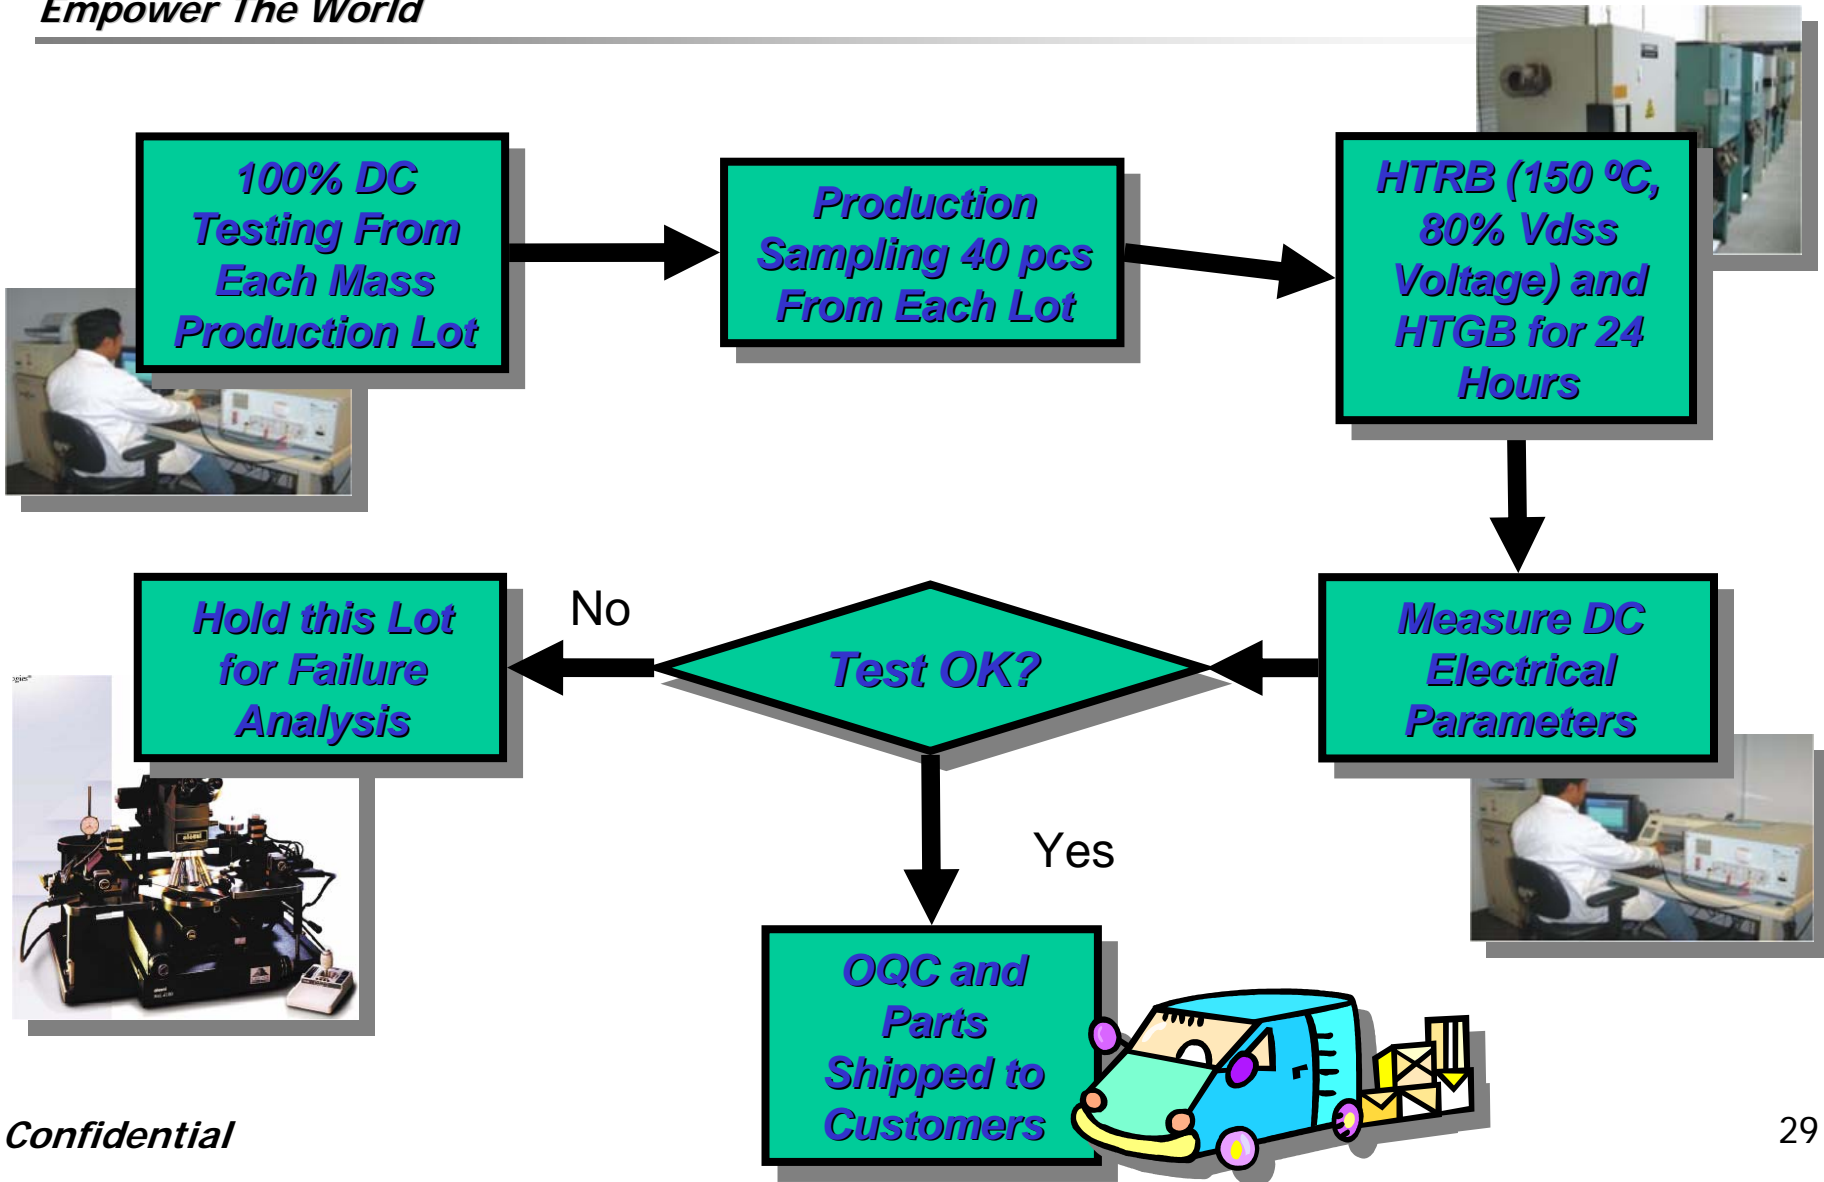 Empower The World
100% DC
Testing From
Each Mass
Production Lot
Production
Sampling 40 pcs
From Each Lot
HTRB (150 ºC,
80% Vdss
Voltage) and
HTGB for 24
Hours
Measure DC
Electrical
Parameters
Test OK?
No
Hold this Lot
for Failure
Analysis
Yes
OQC and
Parts
Shipped to
Customers
Confidential
29